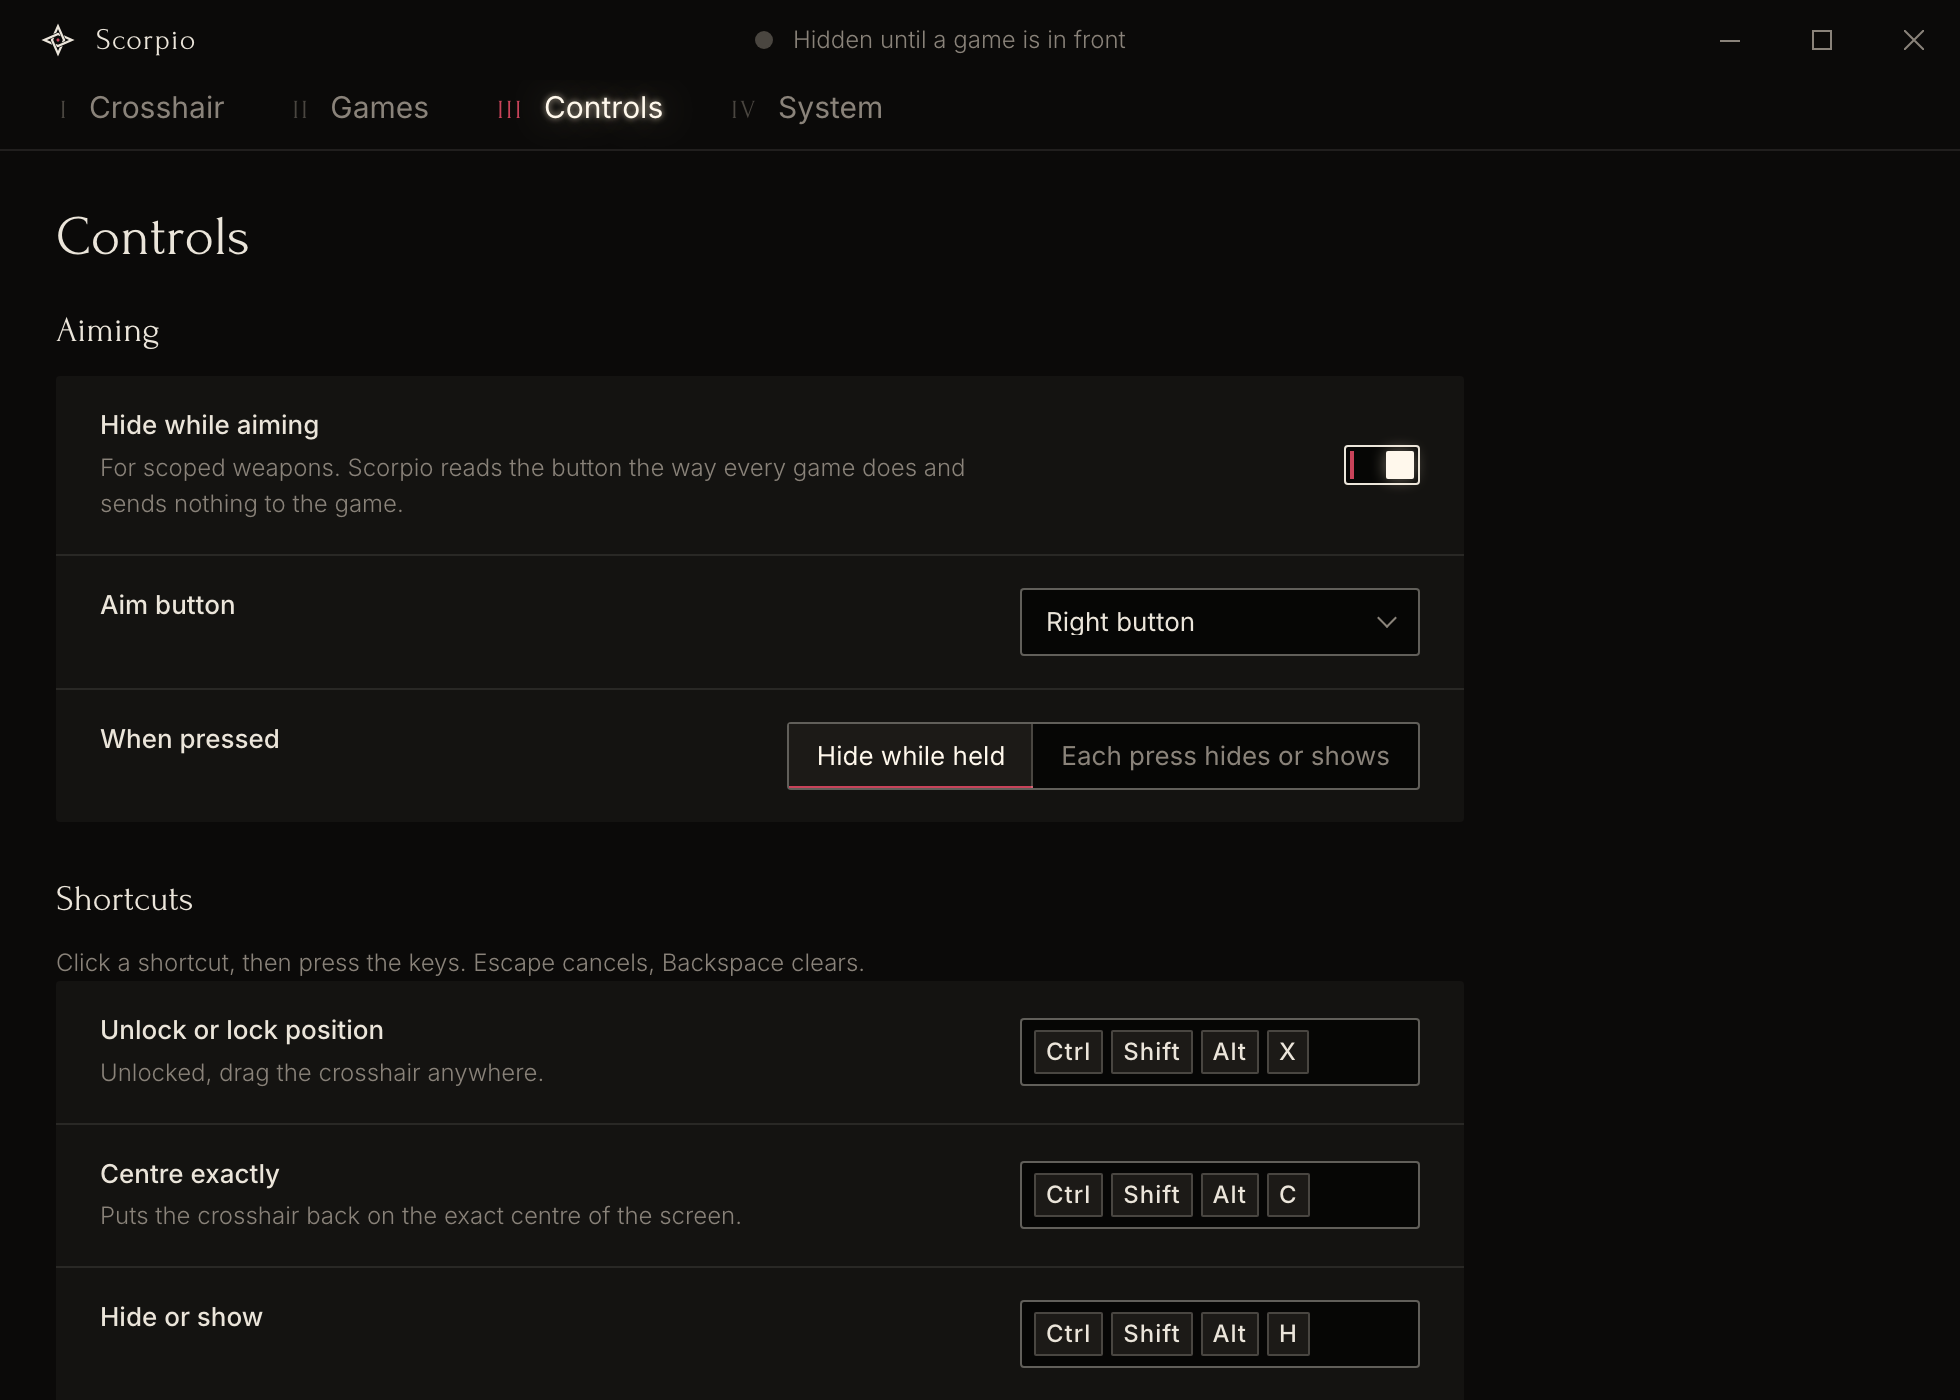 Scorpio
Hidden until a game is in front
I Crosshair
II Games
III Controls
IV System
Controls
Aiming
Hide while aiming
For scoped weapons. Scorpio reads the button the way every game does and
sends nothing to the game.
Aim button
Right button
When pressed
Hide while held
Each press hides or shows
Shortcuts
Click a shortcut, then press the keys. Escape cancels, Backspace clears.
Unlock or lock position
Unlocked, drag the crosshair anywhere.
Ctrl Shift Alt X
Centre exactly
Puts the crosshair back on the exact centre of the screen.
Ctrl Shift Alt C
Hide or show
Ctrl Shift Alt H